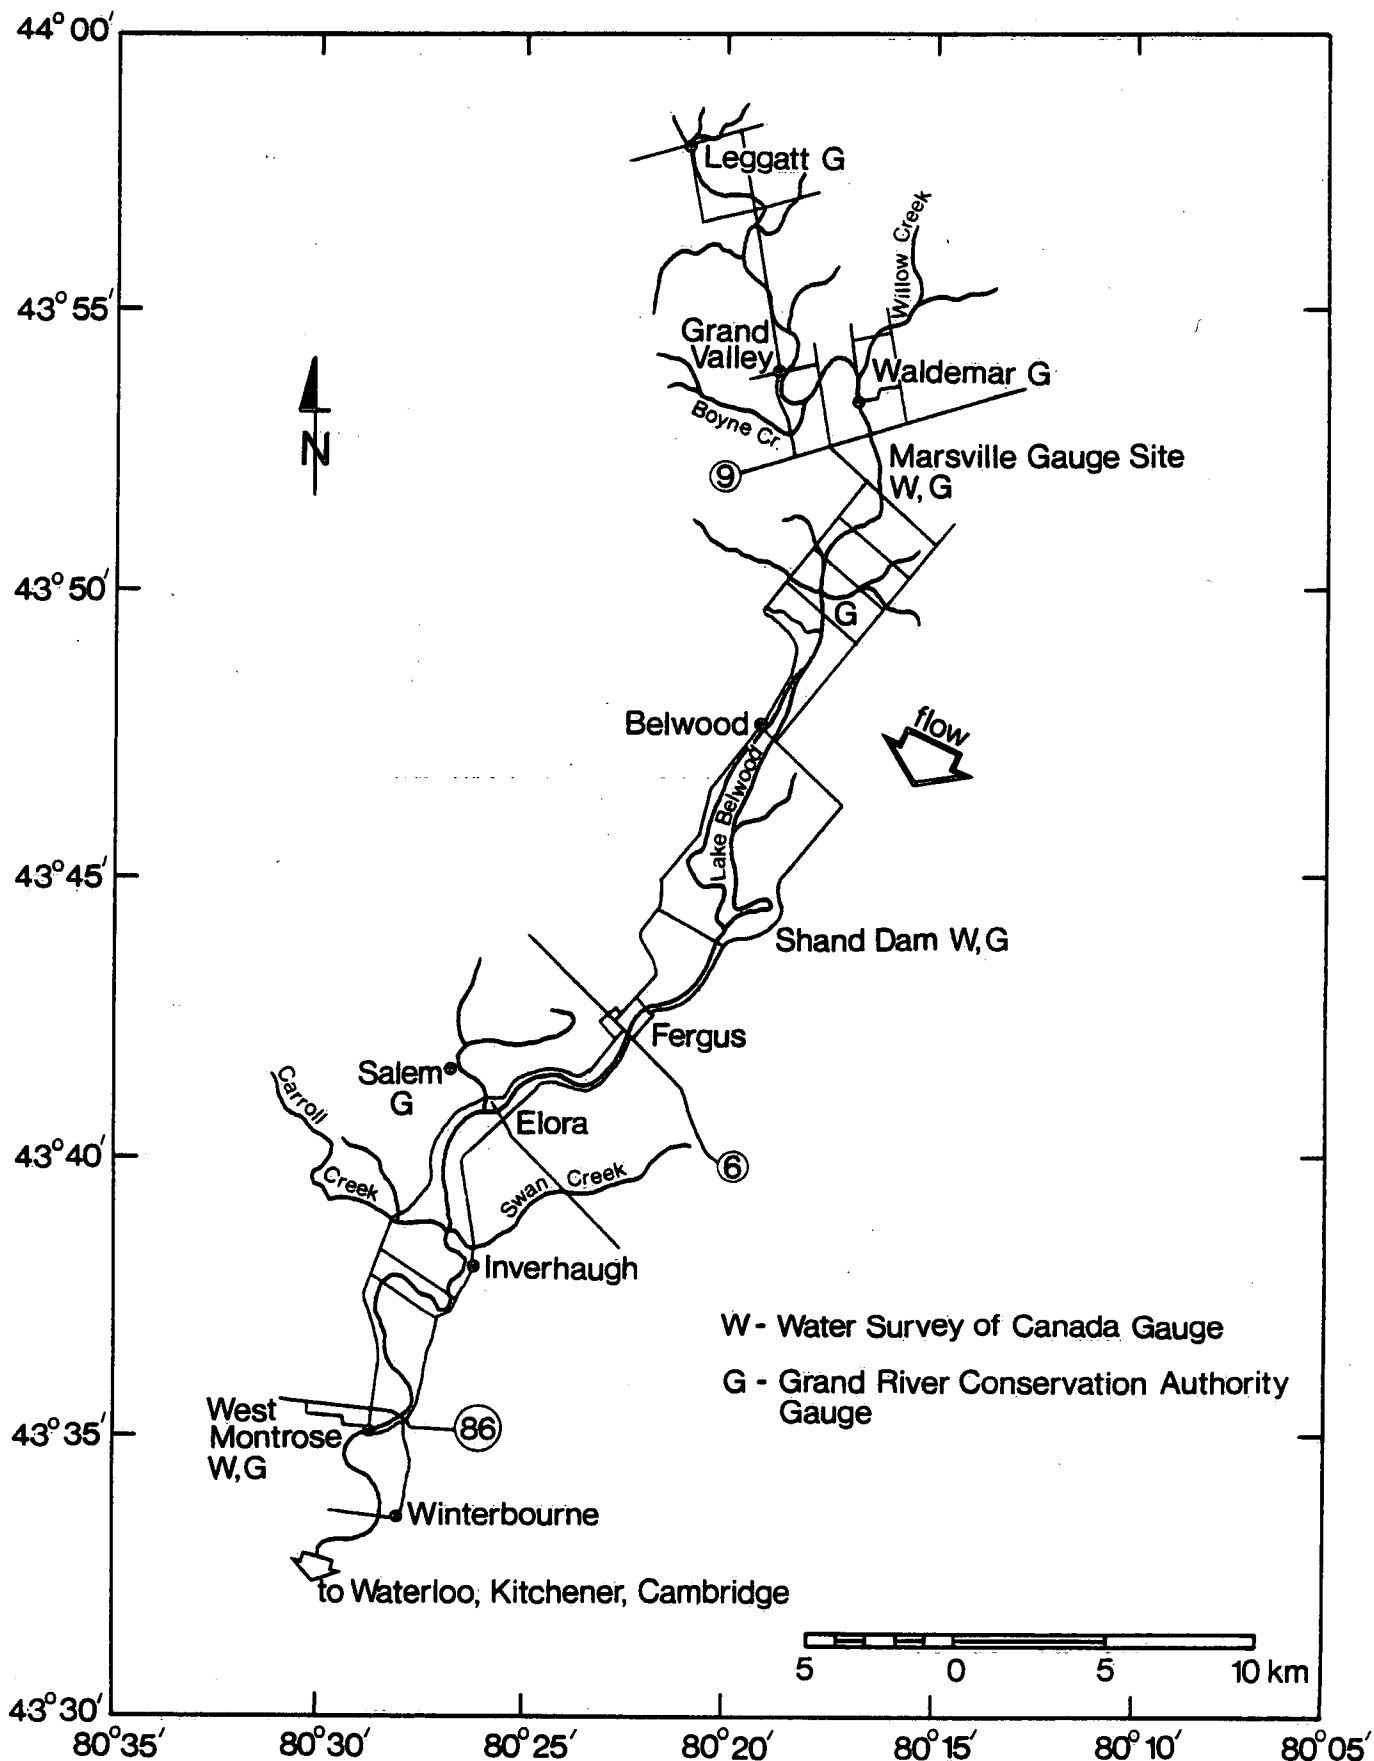 44°00′
Leggatt G
Willow Creek
43°55′
Grand
Valley
Waldemar G
Boyne Cr.
N
9
Marsville Gauge Site
W, G
43°50′
G
Belwood
flow
Lake Belwood
43°45′
Shand Dam W,G
Fergus
Salem
G
Carroll
Creek
Elora
43°40′
6
Swan Creek
Inverhaugh
W - Water Survey of Canada Gauge
G - Grand River Conservation Authority
Gauge
West
Montrose
W,G
86
43°35′
Winterbourne
to Waterloo, Kitchener, Cambridge
5 0 5 10 km
43°30′
80°35′ 80°30′ 80°25′ 80°20′ 80°15′ 80°10′ 80°05′